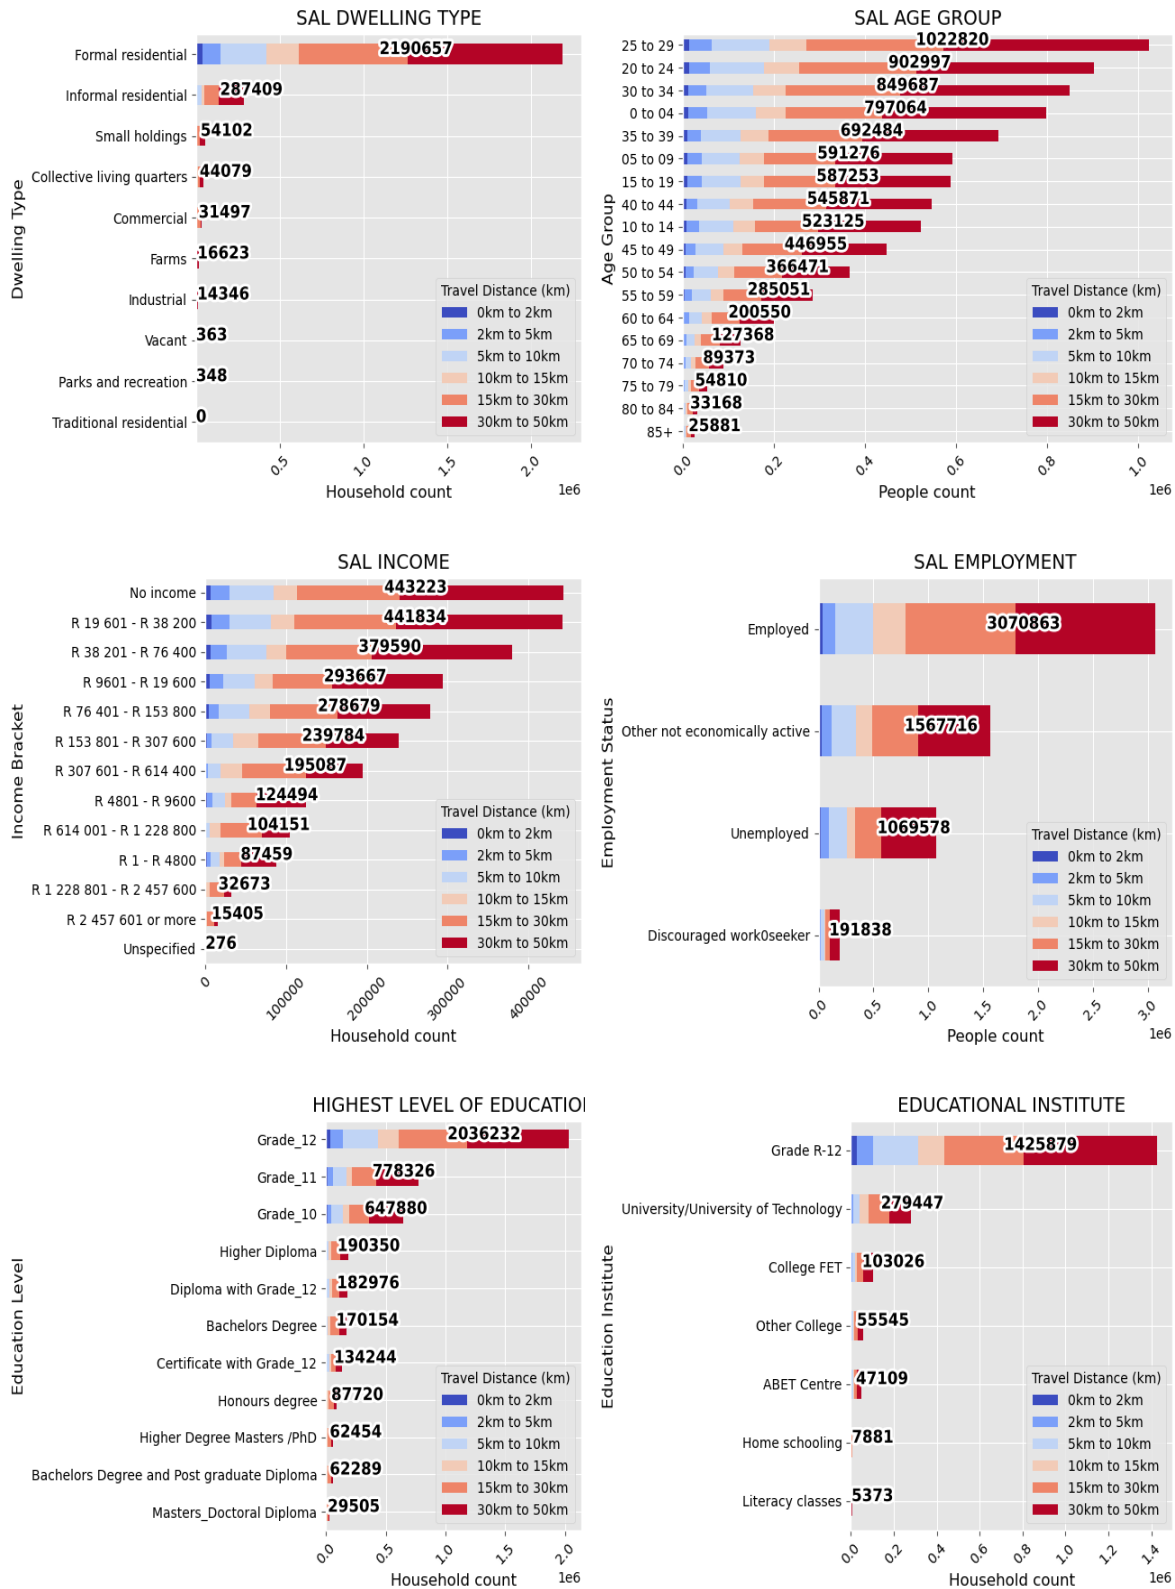 SAL DWELLING TYPE
Dwelling Type
Formal residential 2190657
Informal residential 287409
Small holdings 54102
Collective living quarters 44079
Commercial 31497
Farms 16623
Industrial 14346
Vacant 363
Parks and recreation 348
Traditional residential 0
Travel Distance (km)
0km to 2km
2km to 5km
5km to 10km
10km to 15km
15km to 30km
30km to 50km
0.5 1.0 1.5 2.0
1e6
Household count
SAL AGE GROUP
Age Group
25 to 29 1022820
20 to 24 902997
30 to 34 849687
0 to 04 797064
35 to 39 692484
05 to 09 591276
15 to 19 587253
40 to 44 545871
10 to 14 523125
45 to 49 446955
50 to 54 366471
55 to 59 285051
60 to 64 200550
65 to 69 127368
70 to 74 89373
75 to 79 54810
80 to 84 33168
85+ 25881
Travel Distance (km)
0km to 2km
2km to 5km
5km to 10km
10km to 15km
15km to 30km
30km to 50km
0.0 0.2 0.4 0.6 0.8 1.0
1e6
People count
SAL INCOME
Income Bracket
No income 443223
R 19 601 - R 38 200 441834
R 38 201 - R 76 400 379590
R 9601 - R 19 600 293667
R 76 401 - R 153 800 278679
R 153 801 - R 307 600 239784
R 307 601 - R 614 400 195087
R 4801 - R 9600 124494
R 614 001 - R 1 228 800 104151
R 1 - R 4800 87459
R 1 228 801 - R 2 457 600 32673
R 2 457 601 or more 15405
Unspecified 276
Travel Distance (km)
0km to 2km
2km to 5km
5km to 10km
10km to 15km
15km to 30km
30km to 50km
0 100000 200000 300000 400000
Household count
SAL EMPLOYMENT
Employment Status
Employed 3070863
Other not economically active 1567716
Unemployed 1069578
Discouraged work0seeker 191838
Travel Distance (km)
0km to 2km
2km to 5km
5km to 10km
10km to 15km
15km to 30km
30km to 50km
0.0 0.5 1.0 1.5 2.0 2.5 3.0
1e6
People count
HIGHEST LEVEL OF EDUCATIO
Education Level
Grade_12 2036232
Grade_11 778326
Grade_10 647880
Higher Diploma 190350
Diploma with Grade_12 182976
Bachelors Degree 170154
Certificate with Grade_12 134244
Honours degree 87720
Higher Degree Masters /PhD 62454
Bachelors Degree and Post graduate Diploma 62289
Masters_Doctoral Diploma 29505
Travel Distance (km)
0km to 2km
2km to 5km
5km to 10km
10km to 15km
15km to 30km
30km to 50km
0.0 0.5 1.0 1.5 2.0
1e6
Household count
EDUCATIONAL INSTITUTE
Education Institute
Grade R-12 1425879
University/University of Technology 279447
College FET 103026
Other College 55545
ABET Centre 47109
Home schooling 7881
Literacy classes 5373
Travel Distance (km)
0km to 2km
2km to 5km
5km to 10km
10km to 15km
15km to 30km
30km to 50km
0.0 0.2 0.4 0.6 0.8 1.0 1.2 1.4
1e6
Household count